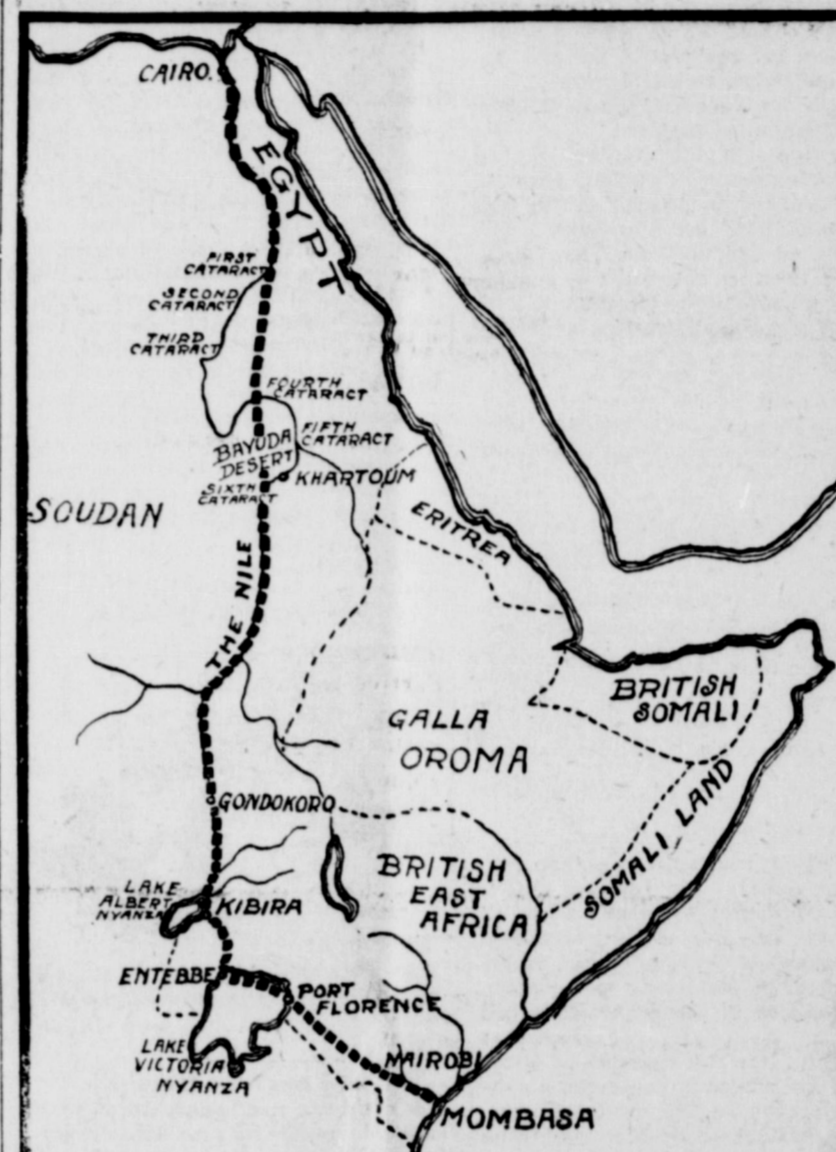 CAIRO.
EGYPT
FIRST
CATARACT
SECOND
CATARACT
THIRD
CATARACT
FOURTH
CATARACT
FIFTH
CATARACT
BAYUDA
DESERT
KHARTOUM
SIXTH
CATARACT
SOUDAN
ERITREA
THE NILE
BRITISH
SOMALI
GALLA
OROMA
SOMALI LAND
GONDOKORO
BRITISH
EAST
AFRICA
LAKE
ALBERT
NYANZA
KIBIRA
ENTEBBE
PORT
FLORENCE
LAKE
VICTORIA
NYANZA
NAIROBI
MOMBASA